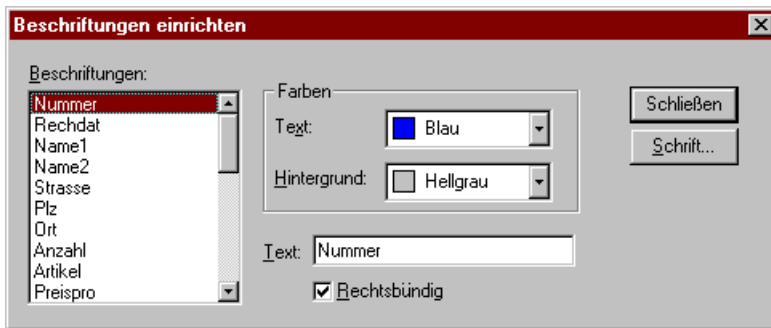 Beschriftungen einrichten
Beschriftungen:
Nummer
Rechdat
Name1
Name2
Strasse
Plz
Ort
Anzahl
Artikel
Preispro
Farben
Text:
Blau
Hintergrund:
Hellgrau
Text:
Nummer
Rechtsbündig
Schließen
Schrift...